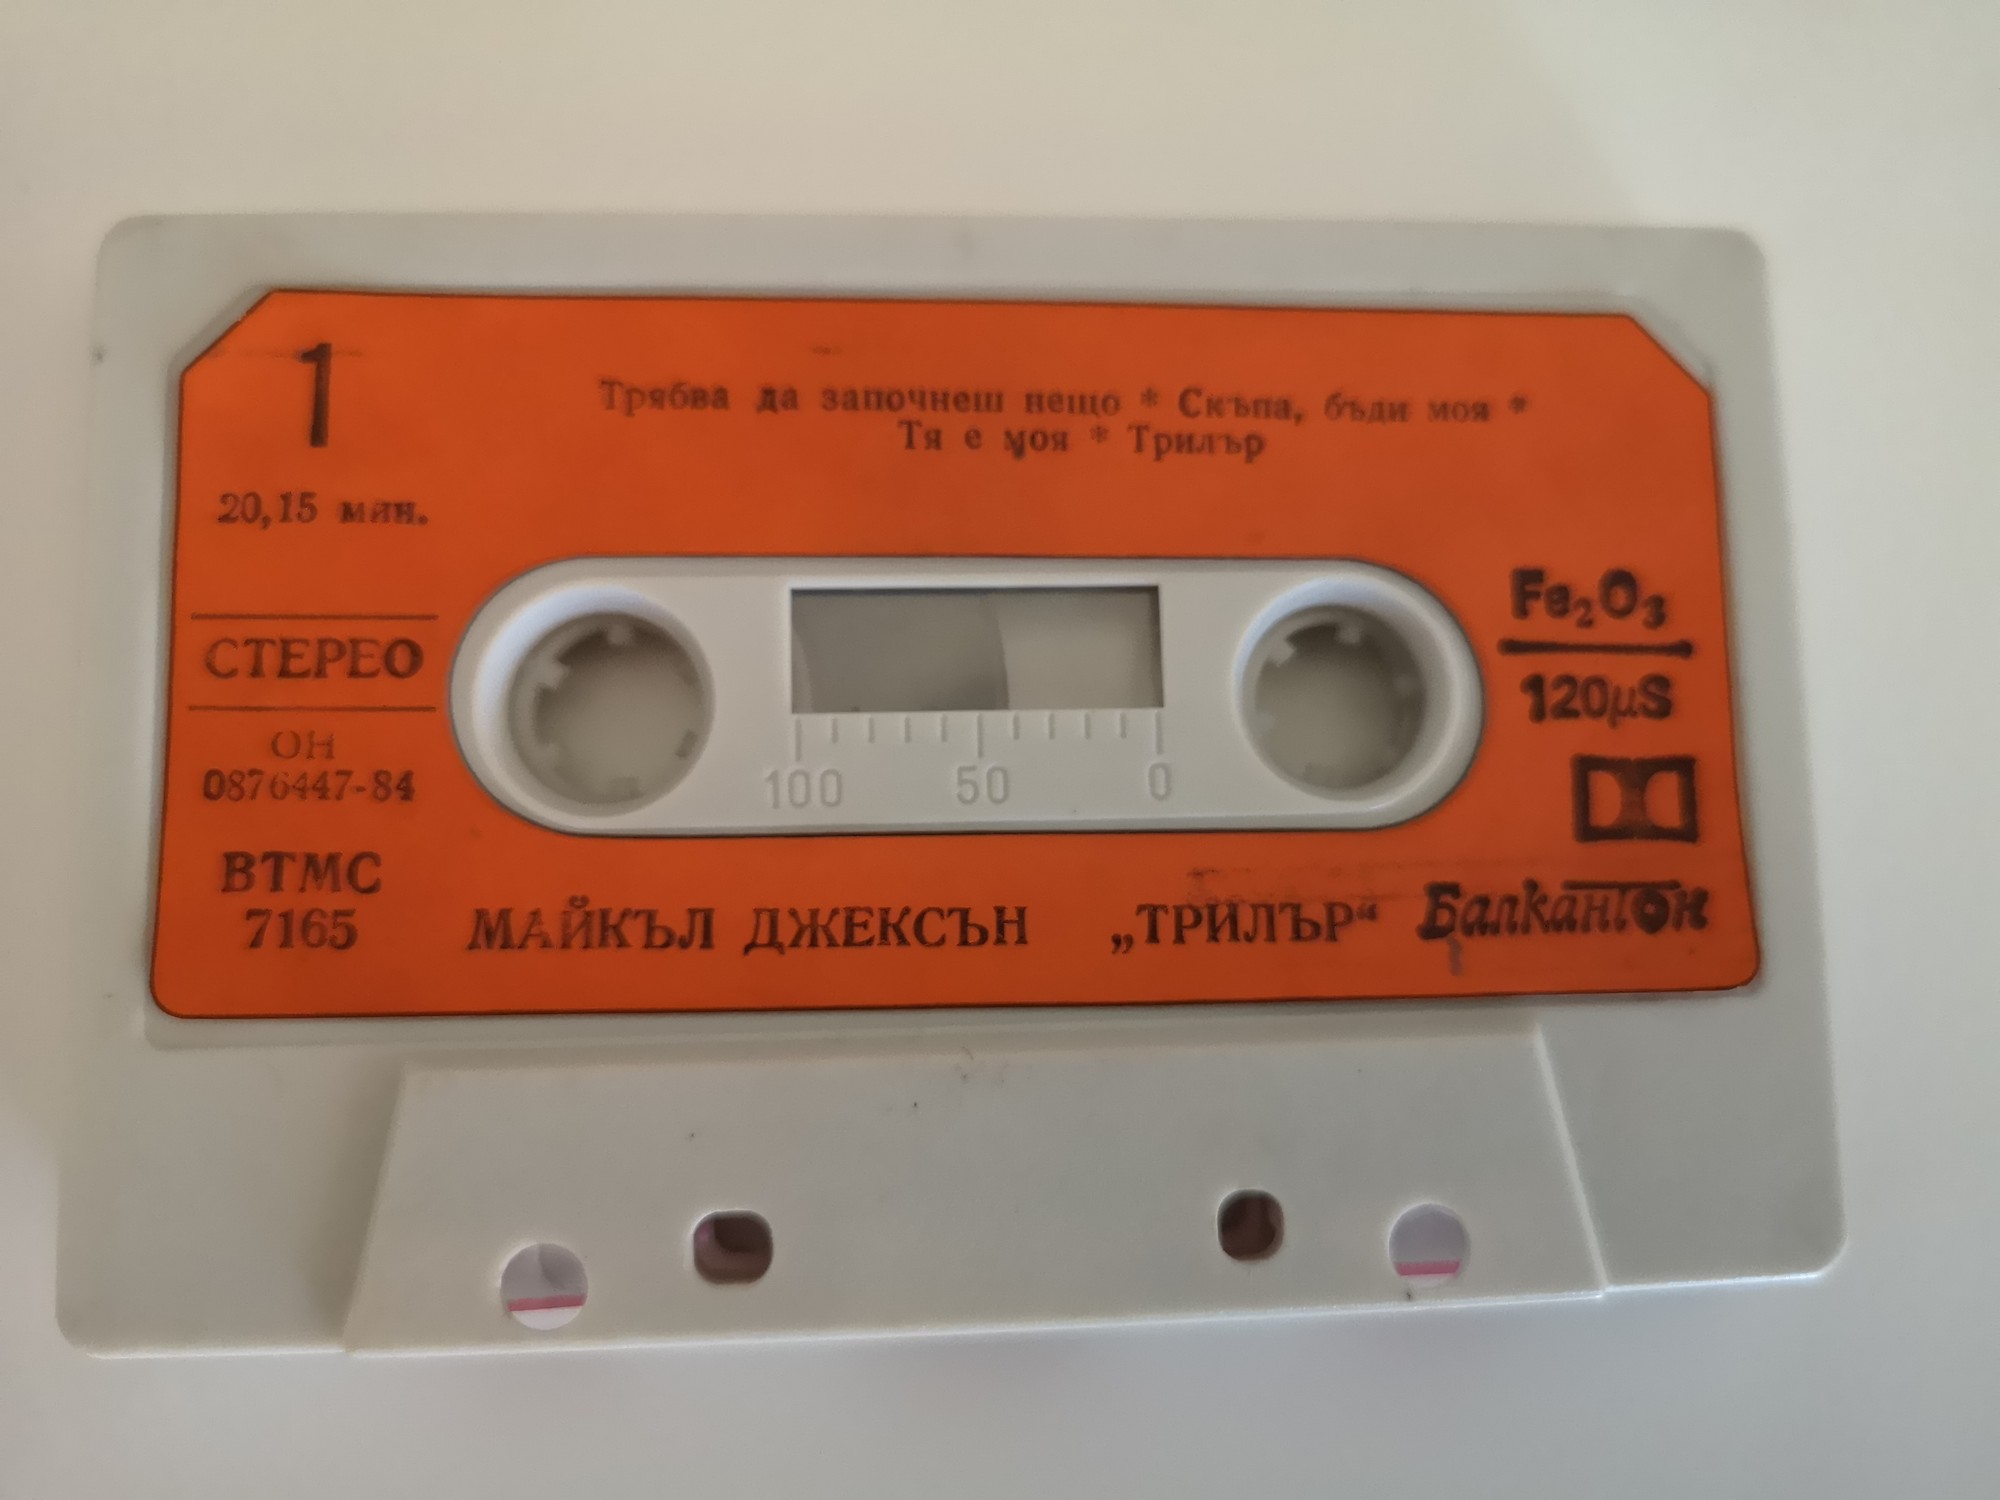 1
Трябва да започнеш нещо * Скъпа, бъди моя *
Тя е моя * Трилър
20,15 мин.
СТЕРЕО
ОН
0876447-84
ВТМС
7165
Fe₂O₃
120µS
100 50 0
МАЙКЪЛ ДЖЕКСЪН „ТРИЛЪР“
Балкантон